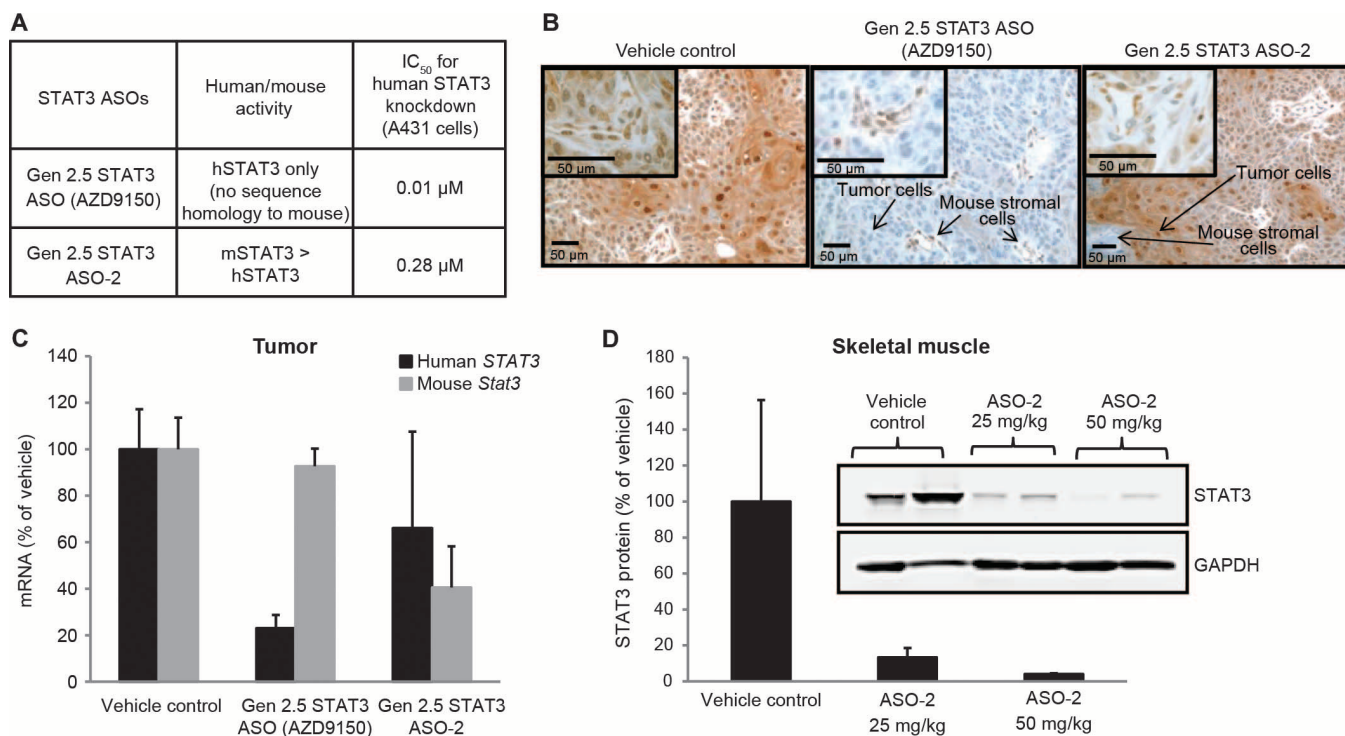 A
STAT3 ASOs
Human/mouse
activity
IC50 for
human STAT3
knockdown
(A431 cells)
Gen 2.5 STAT3
ASO (AZD9150)
hSTAT3 only
(no sequence
homology to mouse)
0.01 µM
Gen 2.5 STAT3
ASO-2
mSTAT3 >
hSTAT3
0.28 µM
B
Vehicle control
Gen 2.5 STAT3 ASO
(AZD9150)
Gen 2.5 STAT3 ASO-2
50 µm
50 µm
50 µm
Tumor cells
Mouse stromal
cells
50 µm
50 µm
Tumor cells
Mouse stromal
cells
50 µm
C
Tumor
Human STAT3
Mouse Stat3
mRNA (% of vehicle)
140
120
100
80
60
40
20
0
Vehicle control
Gen 2.5 STAT3
ASO (AZD9150)
Gen 2.5 STAT3
ASO-2
D
Skeletal muscle
STAT3 protein (% of vehicle)
180
160
140
120
100
80
60
40
20
0
Vehicle
control
ASO-2
25 mg/kg
ASO-2
50 mg/kg
STAT3
GAPDH
Vehicle control
ASO-2
25 mg/kg
ASO-2
50 mg/kg